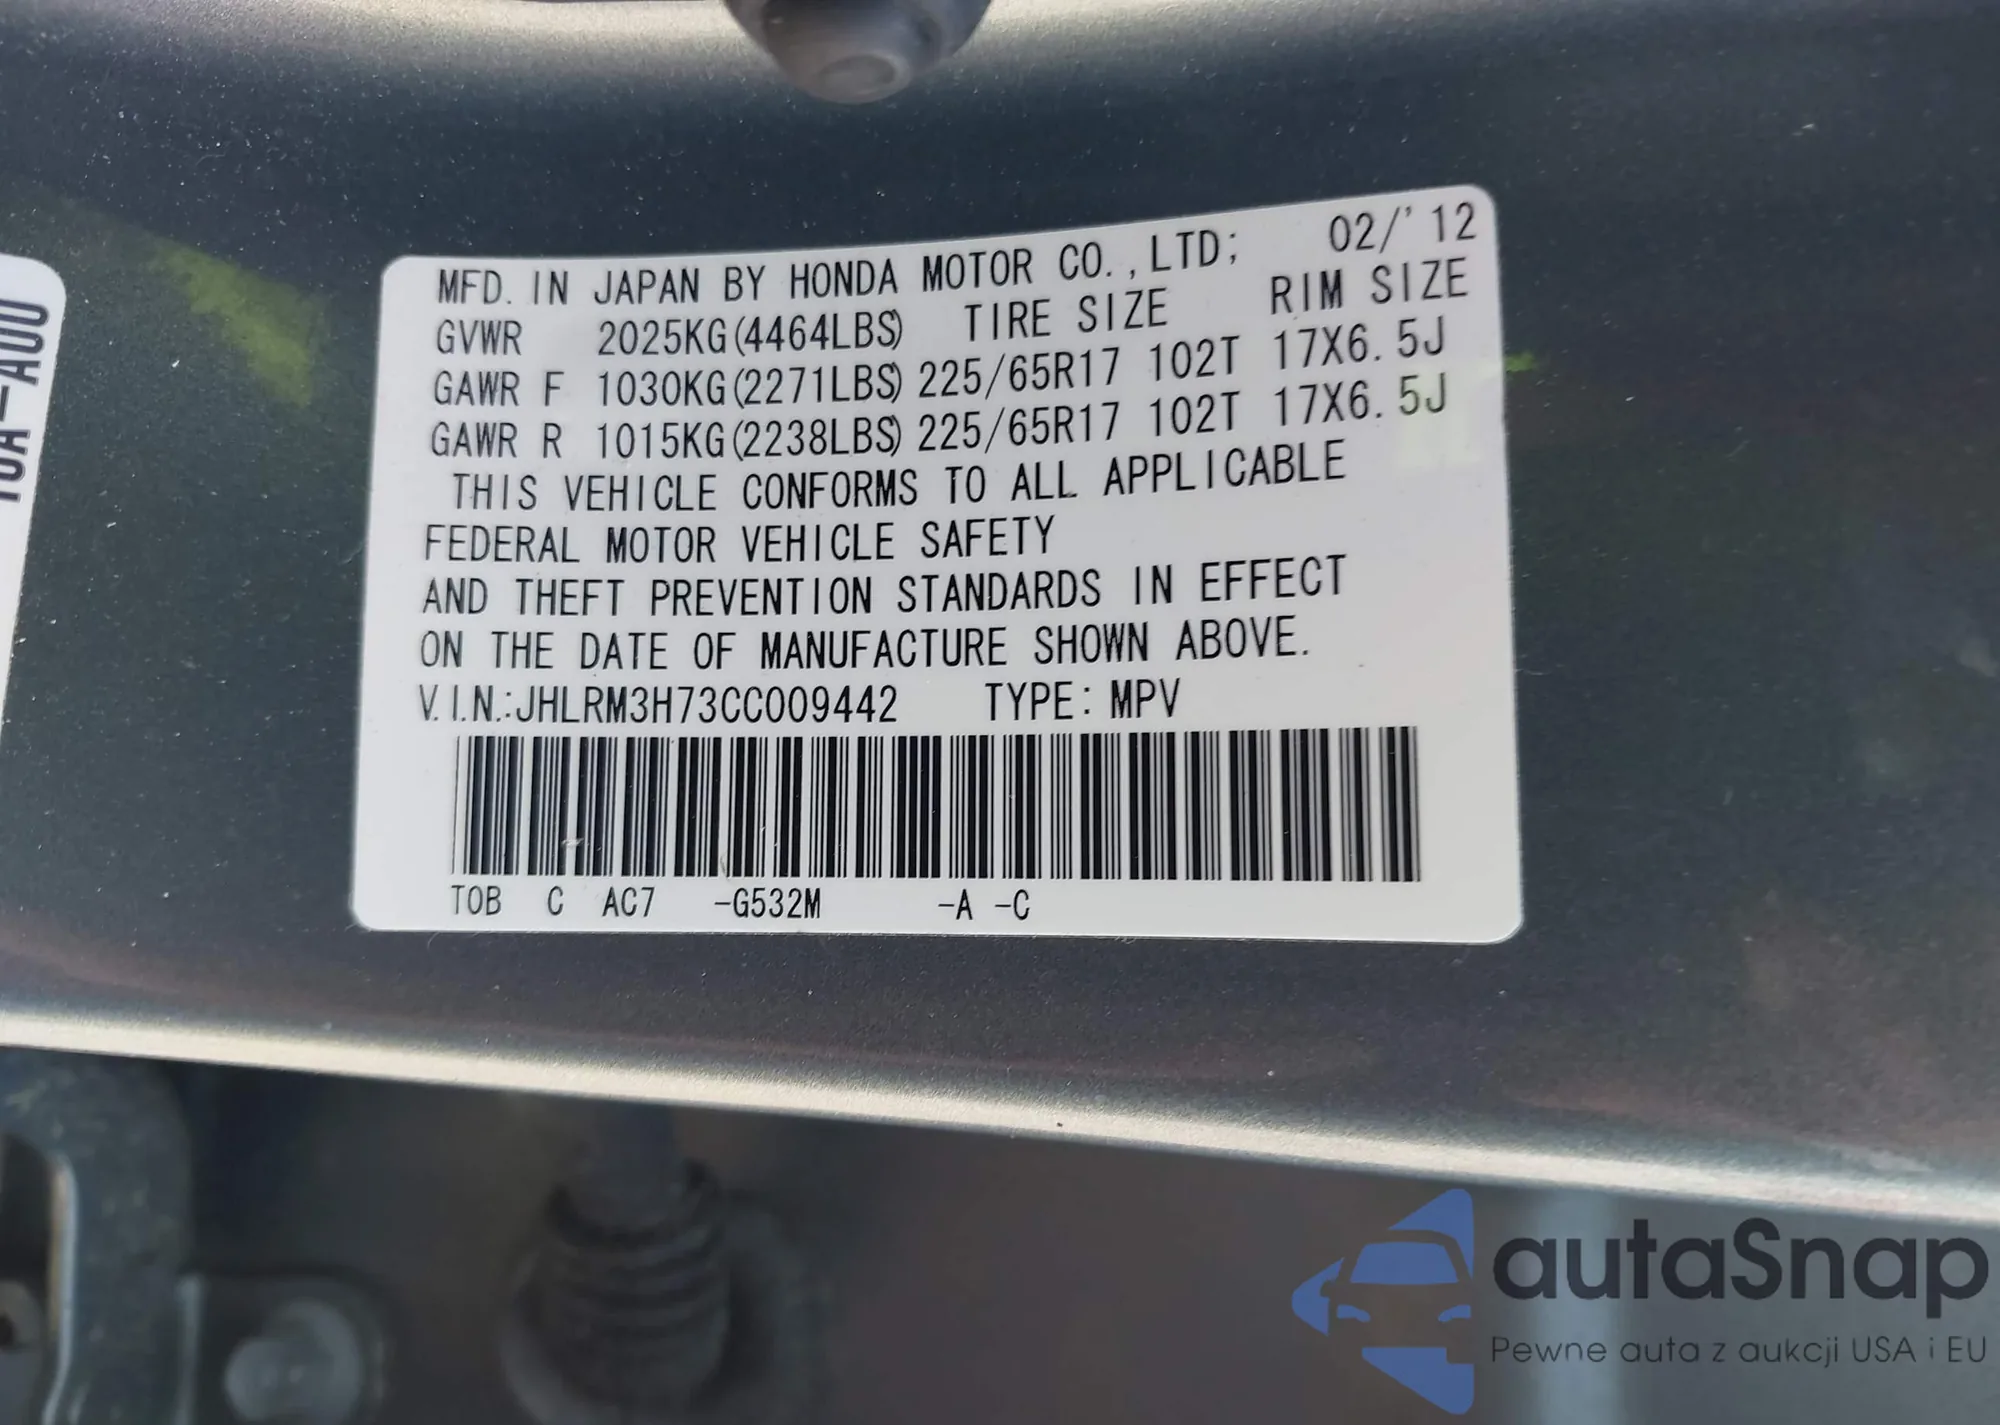 MFD. IN JAPAN BY HONDA MOTOR CO.,LTD; 02/'12
GVWR 2025KG(4464LBS) TIRE SIZE RIM SIZE
GAWR F 1030KG(2271LBS) 225/65R17 102T 17X6.5J
GAWR R 1015KG(2238LBS) 225/65R17 102T 17X6.5J
THIS VEHICLE CONFORMS TO ALL APPLICABLE
FEDERAL MOTOR VEHICLE SAFETY
AND THEFT PREVENTION STANDARDS IN EFFECT
ON THE DATE OF MANUFACTURE SHOWN ABOVE.
V.I.N.:JHLRM3H73CC009442 TYPE: MPV
TOB C AC7 -G532M -A -C
autaSnap
Pewne auta z aukcji USA i EU